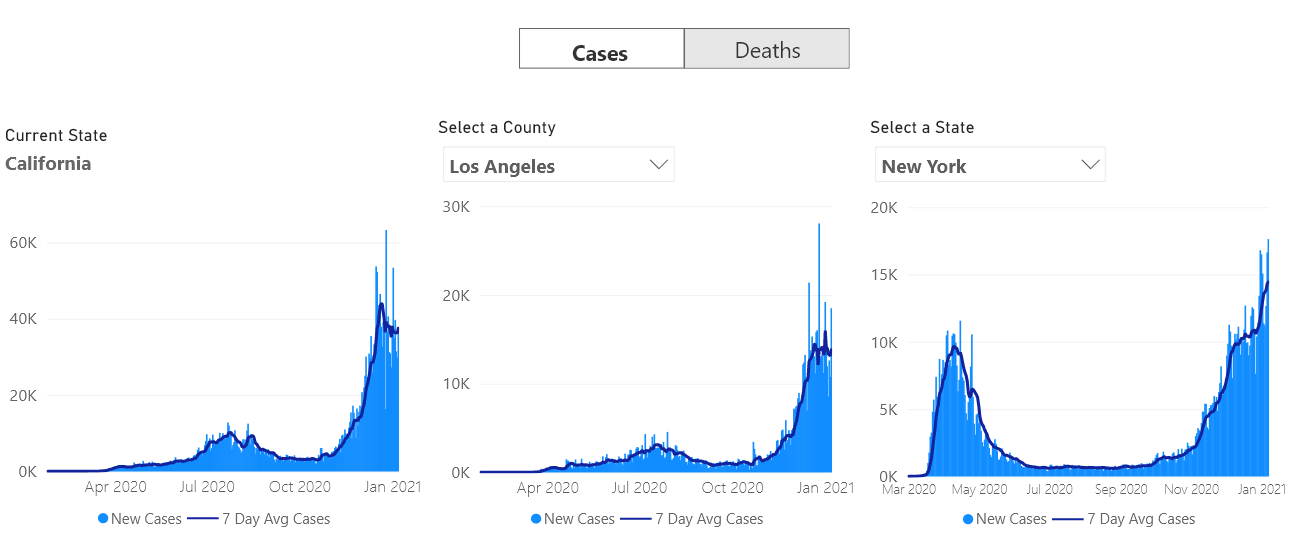 Cases Deaths
Current State
California
Select a County
Los Angeles
Select a State
New York
60K
40K
20K
0K
Apr 2020 Jul 2020 Oct 2020 Jan 2021
New Cases 7 Day Avg Cases
30K
20K
10K
0K
Apr 2020 Jul 2020 Oct 2020 Jan 2021
New Cases 7 Day Avg Cases
20K
15K
10K
5K
0K
Mar 2020 May 2020 Jul 2020 Sep 2020 Nov 2020 Jan 2021
New Cases 7 Day Avg Cases